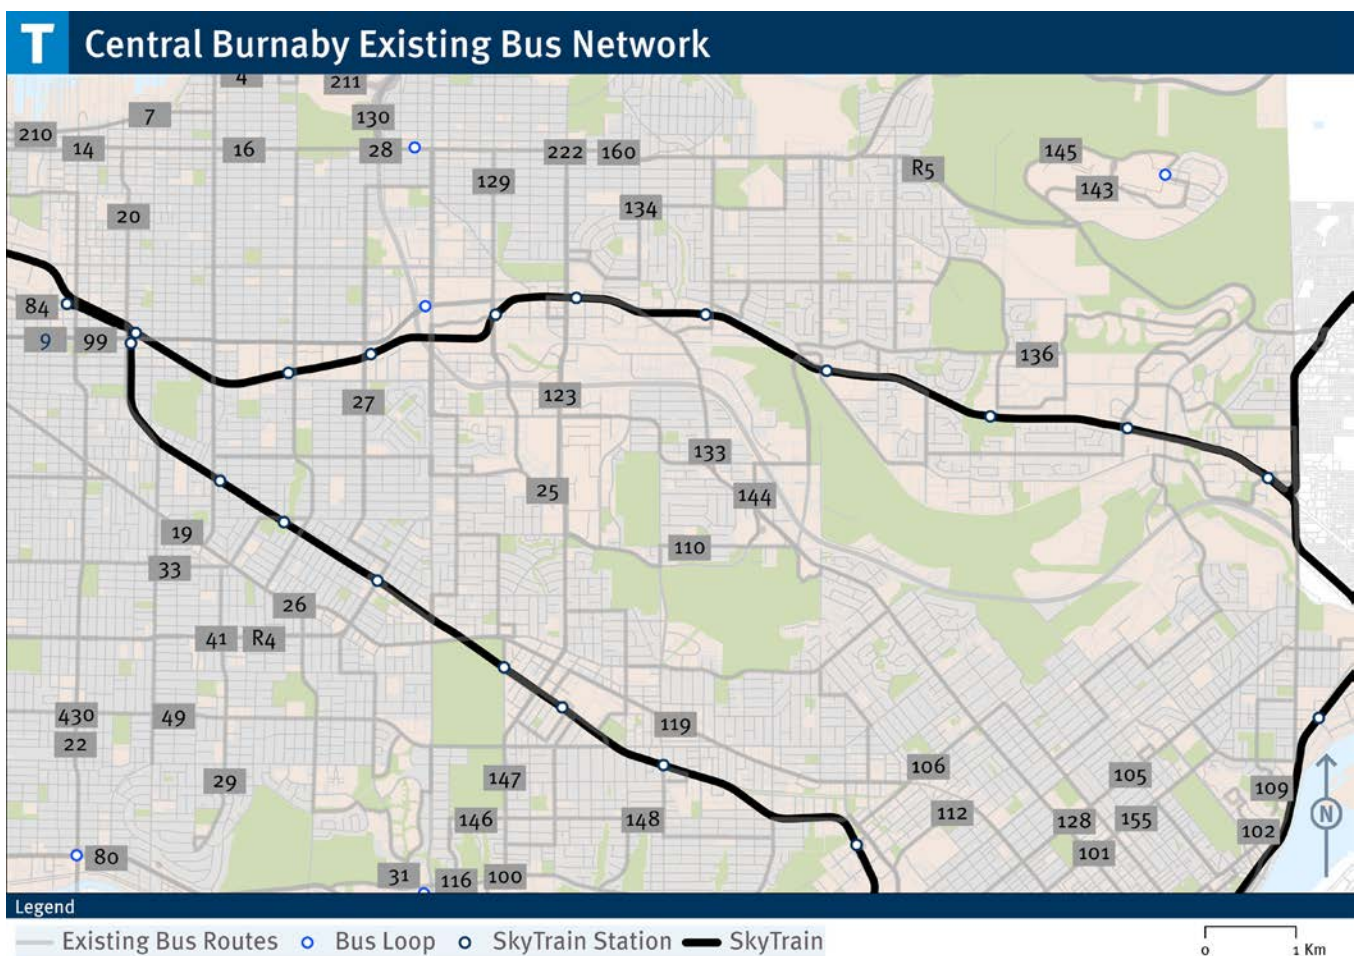 T Central Burnaby Existing Bus Network
4 211
7 130
210 14 16 28 222 160 145
R5
129 143
134
20
84
9 99
136
27 123
133
25 144
19
110
33
26
41 R4
430 49
119
22
29 147 106 105 109
146 148 112 128 155
102
80 101
31 116 100
N
Legend
Existing Bus Routes Bus Loop SkyTrain Station SkyTrain
0 1 Km